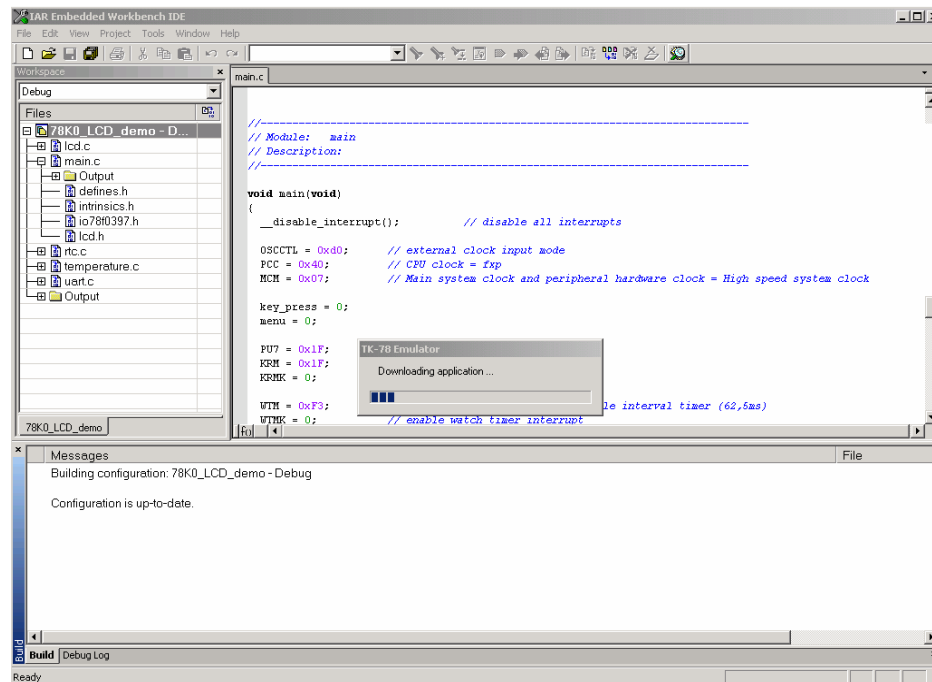 IAR Embedded Workbench IDE
File Edit View Project Tools Window Help
Workspace
Debug
Files
78K0_LCD_demo - D...
lcd.c
main.c
Output
defines.h
intrinsics.h
io78f0397.h
lcd.h
rtc.c
temperature.c
uart.c
Output
78K0_LCD_demo
main.c
//-----------------------------------------------------------------------
// Module: main
// Description:
//-----------------------------------------------------------------------
void main(void)
{
__disable_interrupt(); // disable all interrupts
OSCCTL = 0xd0; // external clock input mode
PCC = 0x40; // CPU clock = fxp
MCM = 0x07; // Main system clock and peripheral hardware clock = High speed system clock
key_press = 0;
menu = 0;
PU7 = 0x1F;
KRM = 0x1F;
KRMK = 0;
WTM = 0xF3; le interval timer (62,5ms)
WTMK = 0; // enable watch timer interrupt
fo
TK-78 Emulator
Downloading application ...
Messages File
Building configuration: 78K0_LCD_demo - Debug
Configuration is up-to-date.
Build
Build Debug Log
Ready